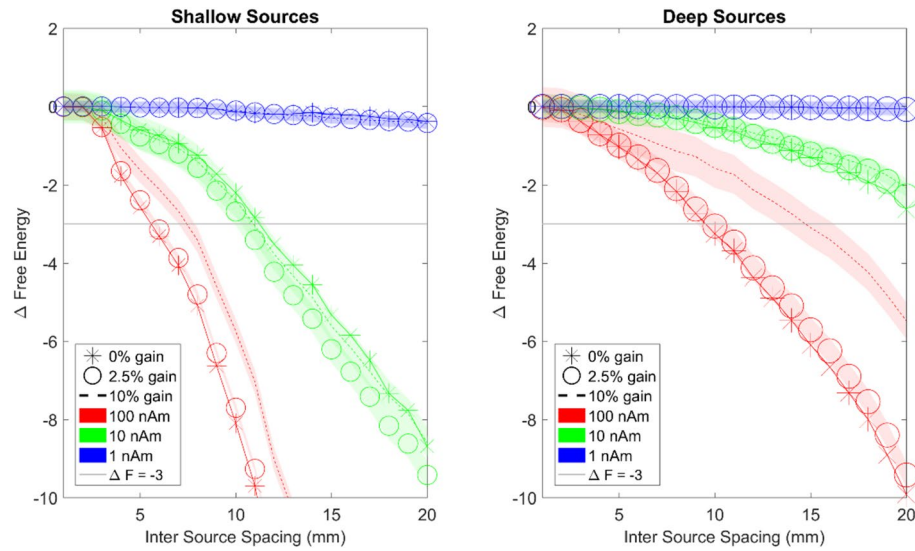 Shallow Sources
2
0
-2
-4
-6
-8
-10
Δ Free Energy
0% gain
2.5% gain
10% gain
100 nAm
10 nAm
1 nAm
Δ F = -3
5
10
15
20
Inter Source Spacing (mm)
Deep Sources
2
0
-2
-4
-6
-8
-10
Δ Free Energy
0% gain
2.5% gain
10% gain
100 nAm
10 nAm
1 nAm
Δ F = -3
5
10
15
20
Inter Source Spacing (mm)